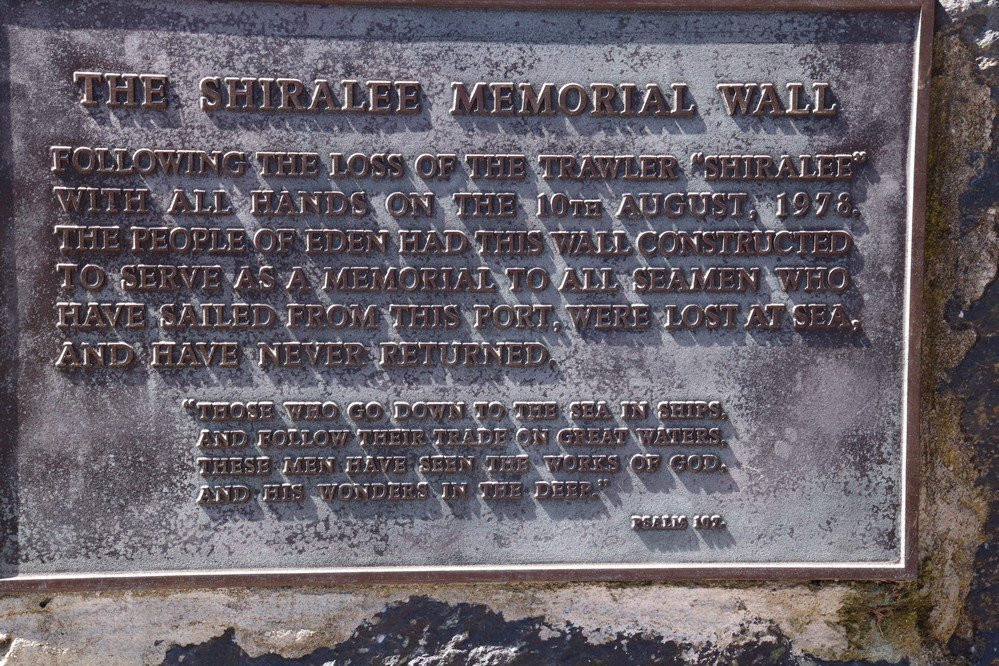 THE SHIRALEE MEMORIAL WALL
FOLLOWING THE LOSS OF THE TRAWLER "SHIRALEE"
WITH ALL HANDS ON THE 10TH AUGUST, 1978.
THE PEOPLE OF EDEN HAD THIS WALL CONSTRUCTED
TO SERVE AS A MEMORIAL TO ALL SEAMEN WHO
HAVE SAILED FROM THIS PORT, WERE LOST AT SEA,
AND HAVE NEVER RETURNED.
"THOSE WHO GO DOWN TO THE SEA IN SHIPS,
AND FOLLOW THEIR TRADE ON GREAT WATERS,
THESE MEN HAVE SEEN THE WORKS OF GOD,
AND HIS WONDERS IN THE DEEP."
PSALM 107.